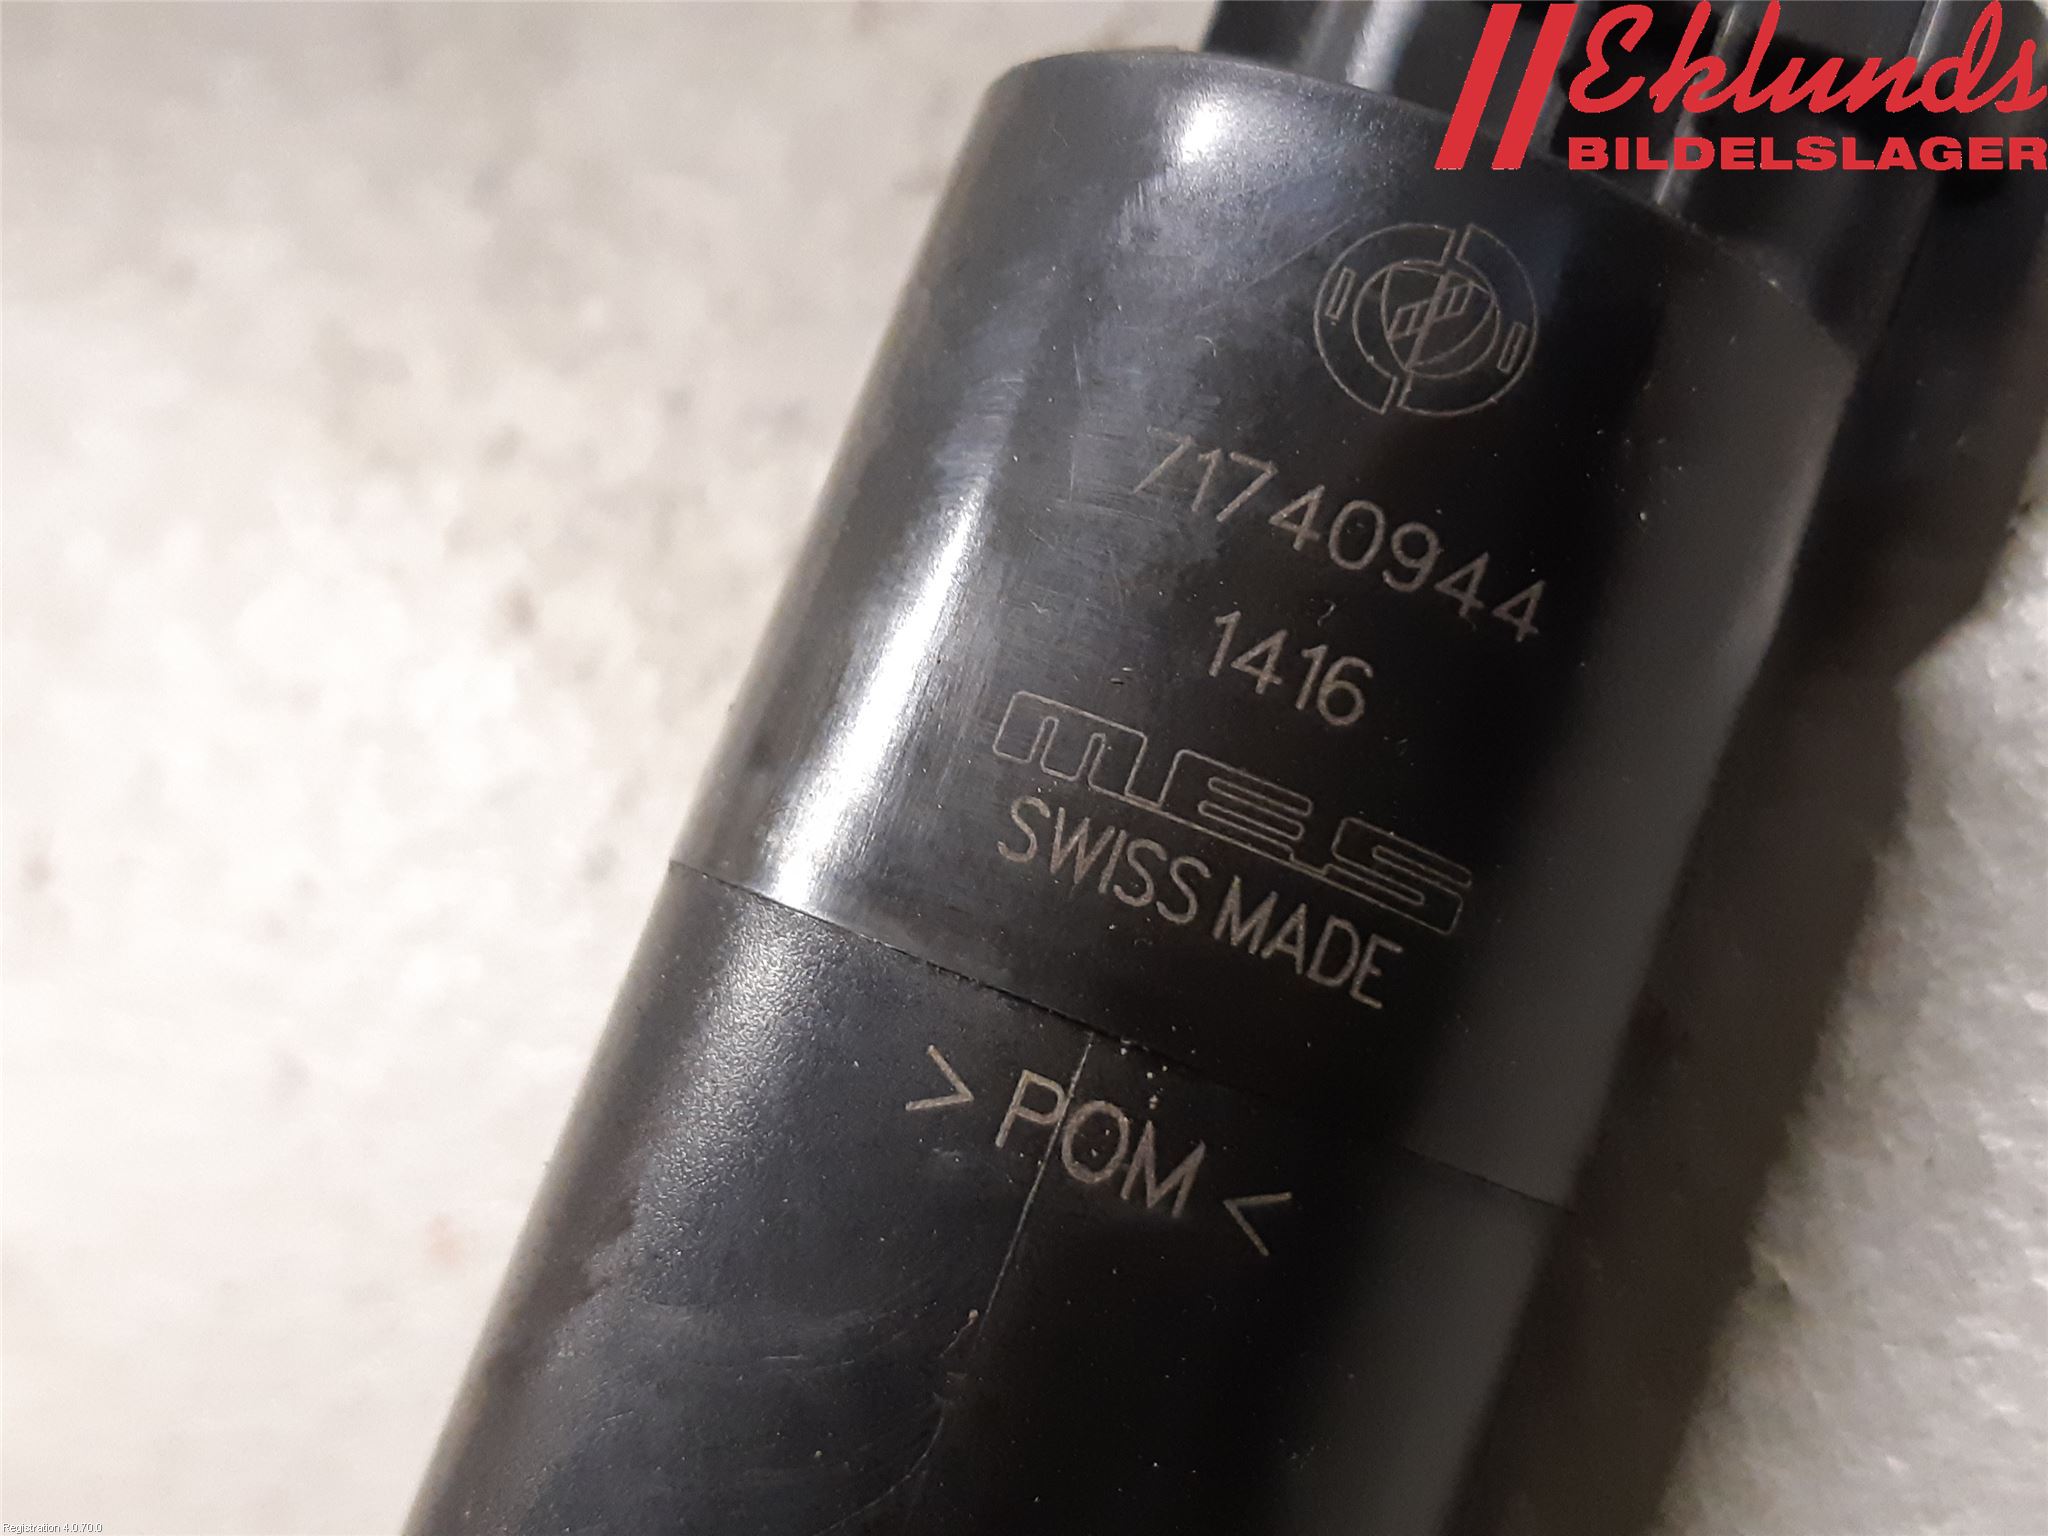 Eklunds
BILDELSLAGER
71740944
1416
MES
SWISS MADE
> POM <
Registration 4.0.70.0